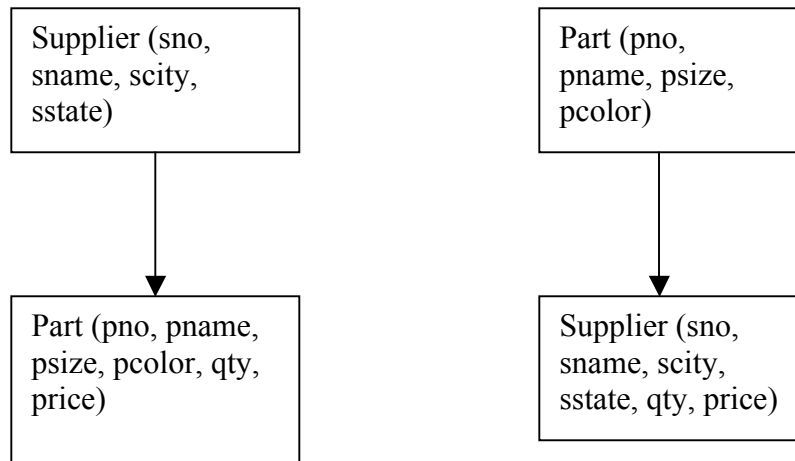 Supplier (sno,
sname, scity,
sstate)
Part (pno,
pname, psize,
pcolor)
Part (pno, pname,
psize, pcolor, qty,
price)
Supplier (sno,
sname, scity,
sstate, qty, price)